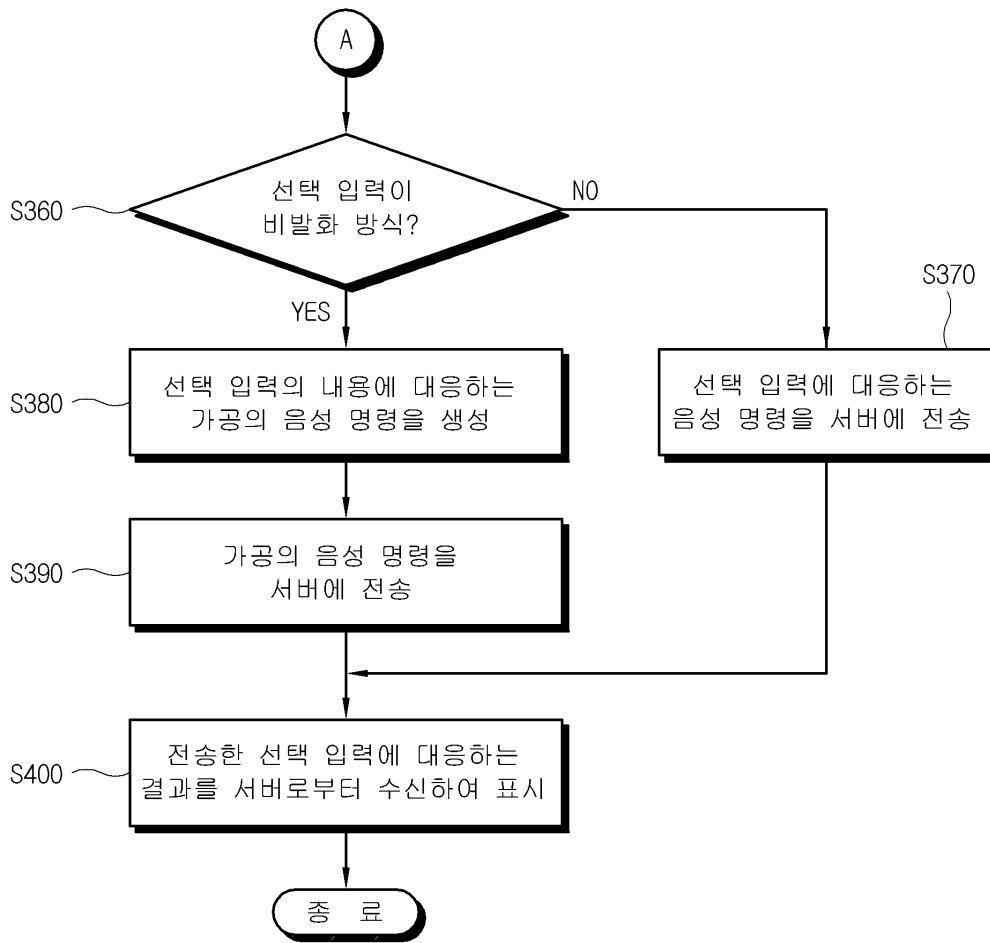 A
S360
선택 입력이
비발화 방식?
NO
YES
S370
S380
선택 입력의 내용에 대응하는
가공의 음성 명령을 생성
선택 입력에 대응하는
음성 명령을 서버에 전송
S390
가공의 음성 명령을
서버에 전송
S400
전송한 선택 입력에 대응하는
결과를 서버로부터 수신하여 표시
종 료